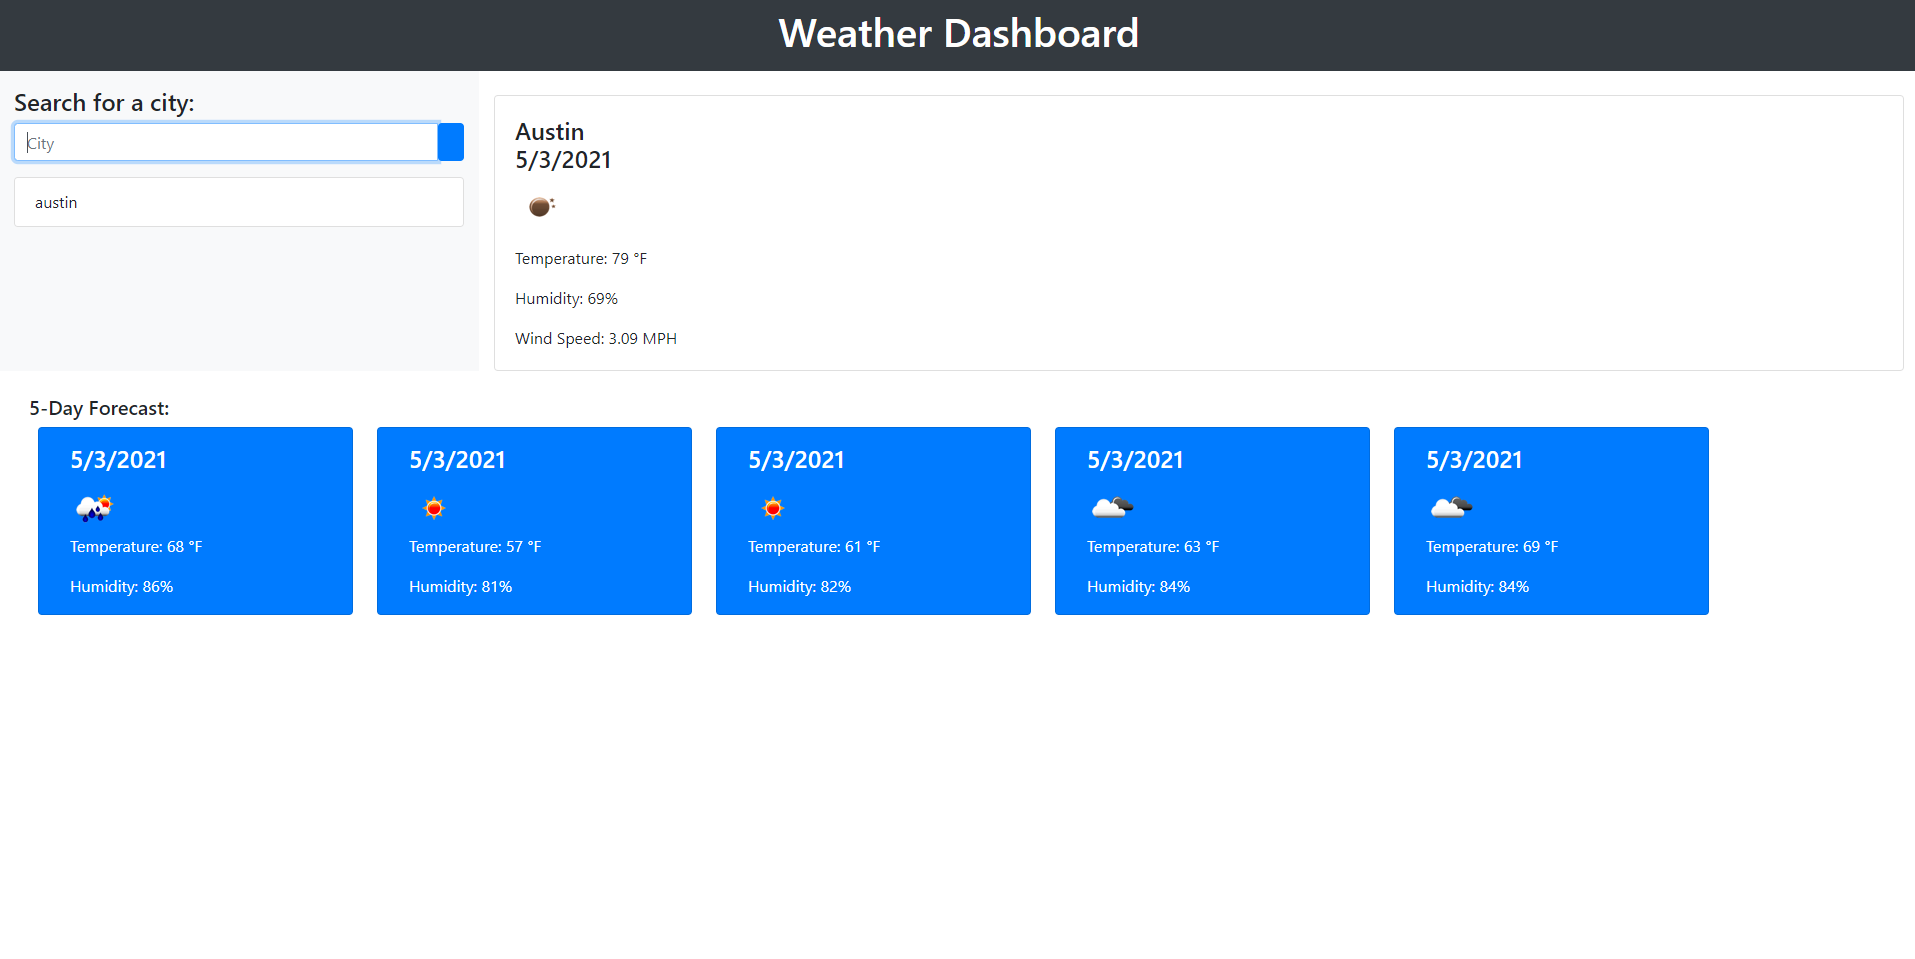 Weather Dashboard
Search for a city:
City
austin
Austin
5/3/2021
Temperature: 79 °F
Humidity: 69%
Wind Speed: 3.09 MPH
5-Day Forecast:
5/3/2021
Temperature: 68 °F
Humidity: 86%
5/3/2021
Temperature: 57 °F
Humidity: 81%
5/3/2021
Temperature: 61 °F
Humidity: 82%
5/3/2021
Temperature: 63 °F
Humidity: 84%
5/3/2021
Temperature: 69 °F
Humidity: 84%